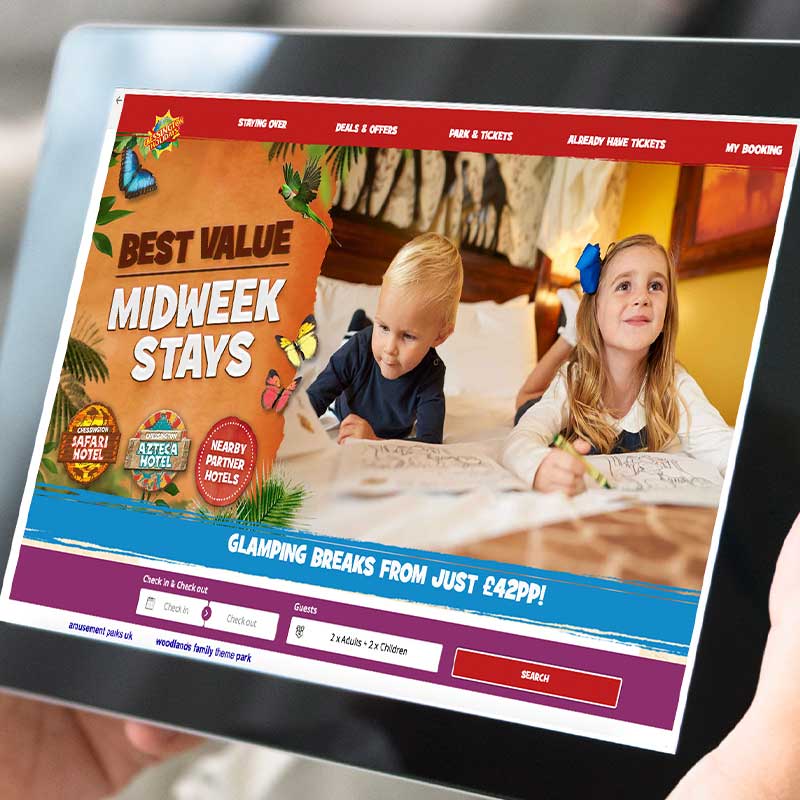 CHESSINGTON
HOLIDAYS
STAYING OVER
DEALS & OFFERS
PARK & TICKETS
ALREADY HAVE TICKETS
MY BOOKING
BEST VALUE
MIDWEEK
STAYS
CHESSINGTON
SAFARI
HOTEL
CHESSINGTON
AZTECA
HOTEL
NEARBY
PARTNER
HOTELS
GLAMPING BREAKS FROM JUST £42PP!
Check in & Check out
Check in
Check out
Guests
2 x Adults + 2 x Children
SEARCH
amusement parks uk
woodlands family theme park